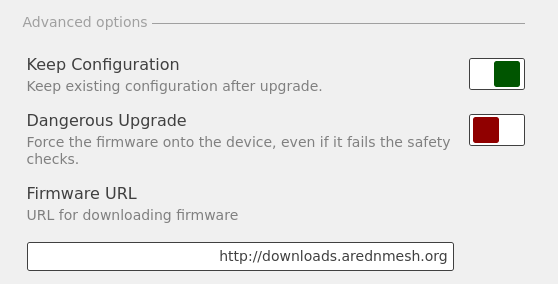 Advanced options
Keep Configuration
Keep existing configuration after upgrade.
Dangerous Upgrade
Force the firmware onto the device, even if it fails the safety
checks.
Firmware URL
URL for downloading firmware
http://downloads.arednmesh.org